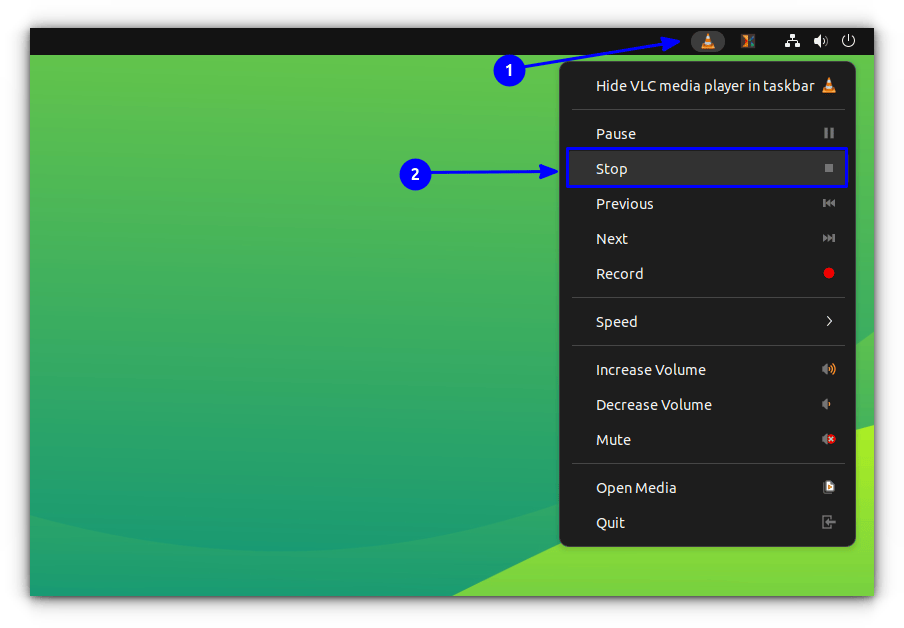 1
Hide VLC media player in taskbar
Pause
2
Stop
Previous
Next
Record
Speed
Increase Volume
Decrease Volume
Mute
Open Media
Quit